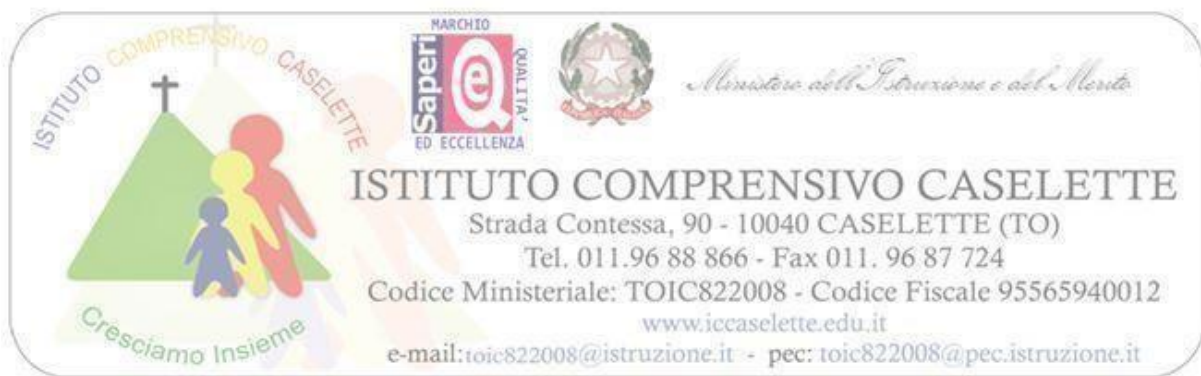 ISTITUTO COMPRENSIVO CASELETTE
Cresciamo Insieme
MARCHIO
Saperi
e
QUALITA'
ED ECCELLENZA
REPVBBLICA ITALIANA
Ministero dell'Istruzione e del Merito
ISTITUTO COMPRENSIVO CASELETTE
Strada Contessa, 90 - 10040 CASELETTE (TO)
Tel. 011.96 88 866 - Fax 011. 96 87 724
Codice Ministeriale: TOIC822008 - Codice Fiscale 95565940012
www.iccaselette.edu.it
e-mail:toic822008@istruzione.it - pec: toic822008@pec.istruzione.it